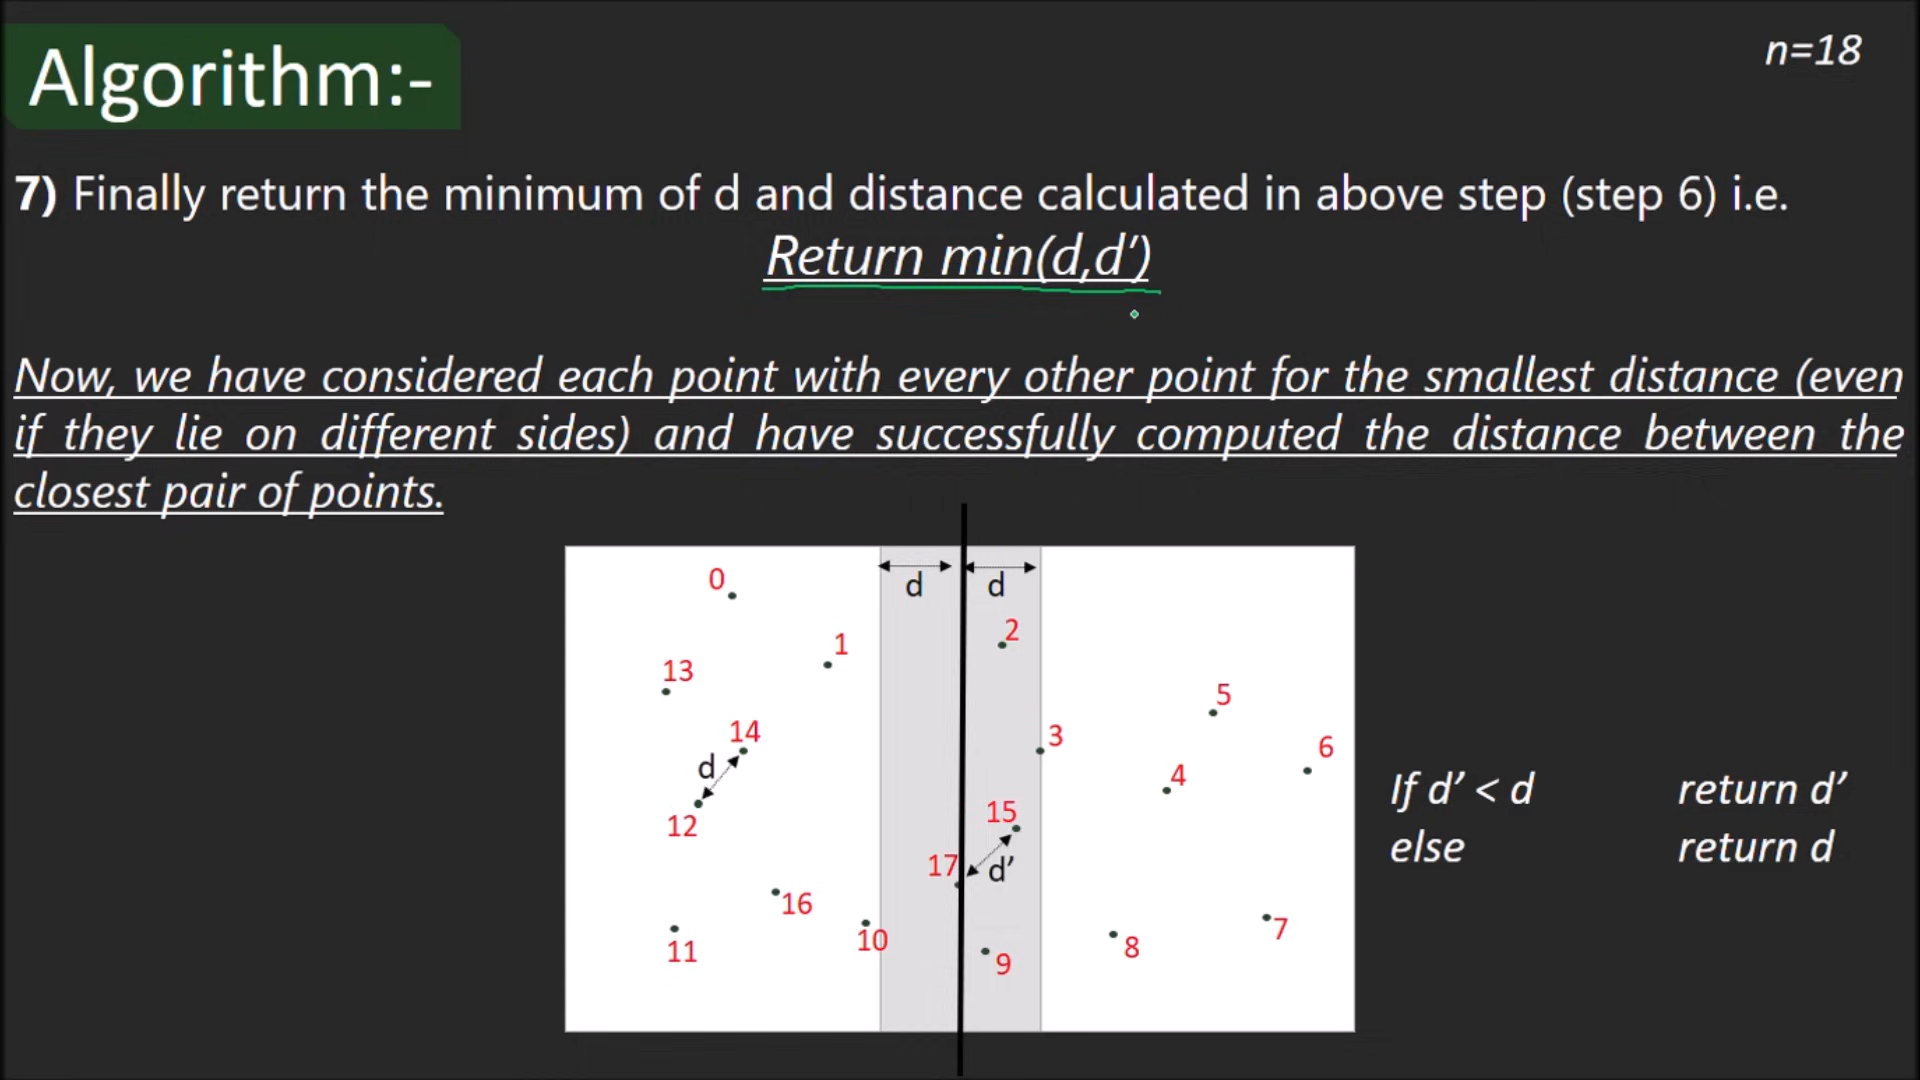 Algorithm:-
n=18
7) Finally return the minimum of d and distance calculated in above step (step 6) i.e.
Return min(d,d’)
Now, we have considered each point with every other point for the smallest distance (even
if they lie on different sides) and have successfully computed the distance between the
closest pair of points.
d
d
0
1
2
13
5
14
3
6
d
4
12
15
17
d’
16
10
11
9
8
7
If d’ < d return d’
else return d